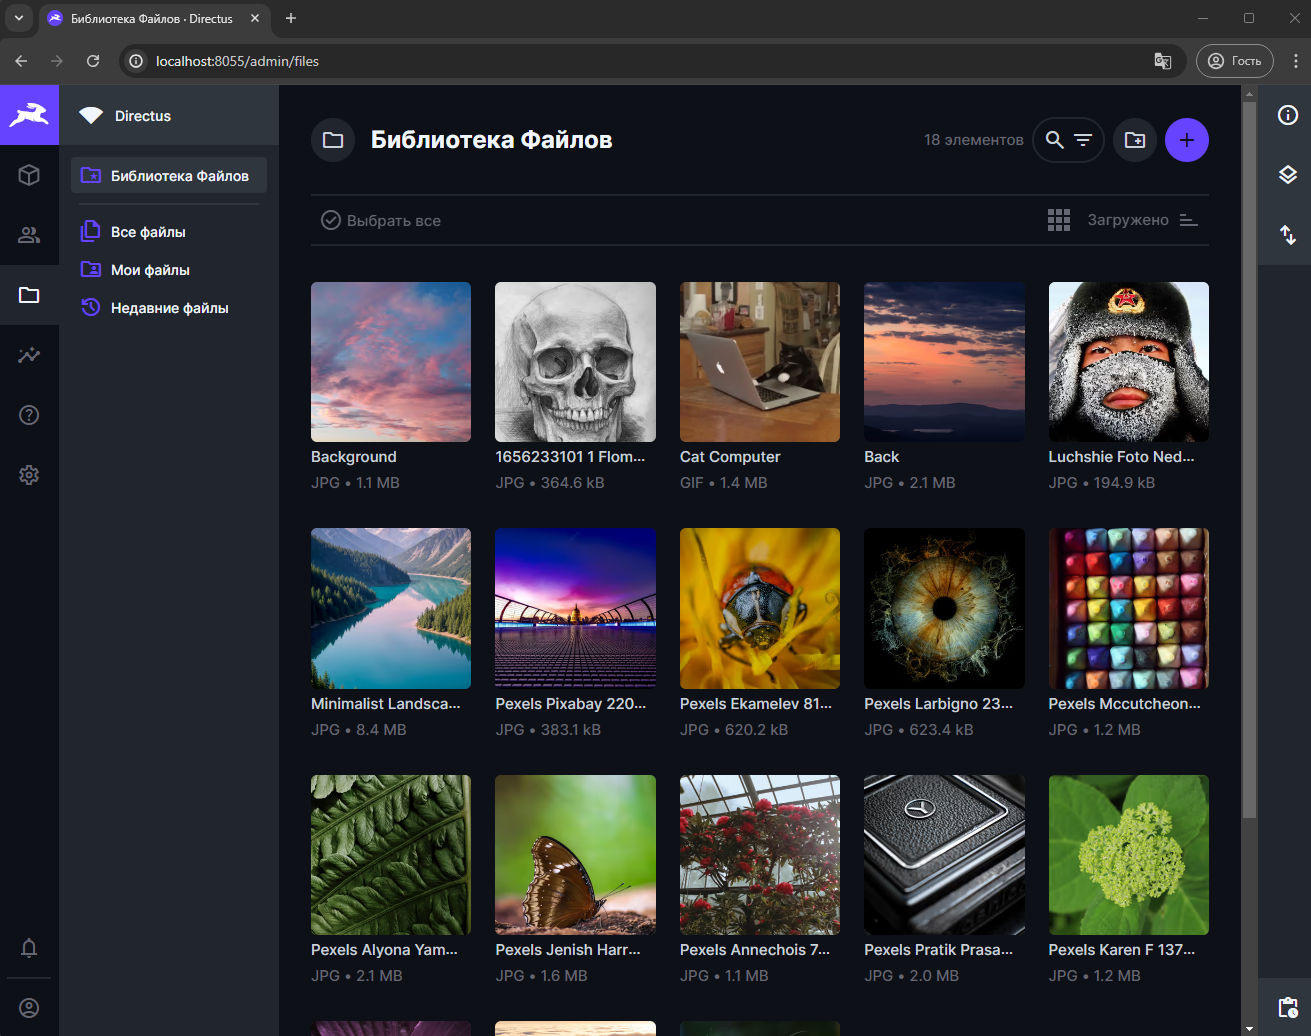 Библиотека Файлов · Directus
localhost:8055/admin/files
Гость
Directus
Библиотека Файлов
Все файлы
Мои файлы
Недавние файлы
Библиотека Файлов
18 элементов
Выбрать все
Загружено
Background
JPG • 1.1 MB
1656233101 1 Flom...
JPG • 364.6 kB
Cat Computer
GIF • 1.4 MB
Back
JPG • 2.1 MB
Luchshie Foto Ned...
JPG • 194.9 kB
Minimalist Landsca...
JPG • 8.4 MB
Pexels Pixabay 220...
JPG • 383.1 kB
Pexels Ekamelev 81...
JPG • 620.2 kB
Pexels Larbigno 23...
JPG • 623.4 kB
Pexels Mccutcheon...
JPG • 1.2 MB
Pexels Alyona Yam...
JPG • 2.1 MB
Pexels Jenish Harr...
JPG • 1.6 MB
Pexels Annechois 7...
JPG • 1.1 MB
Pexels Pratik Prasa...
JPG • 2.0 MB
Pexels Karen F 137...
JPG • 1.2 MB